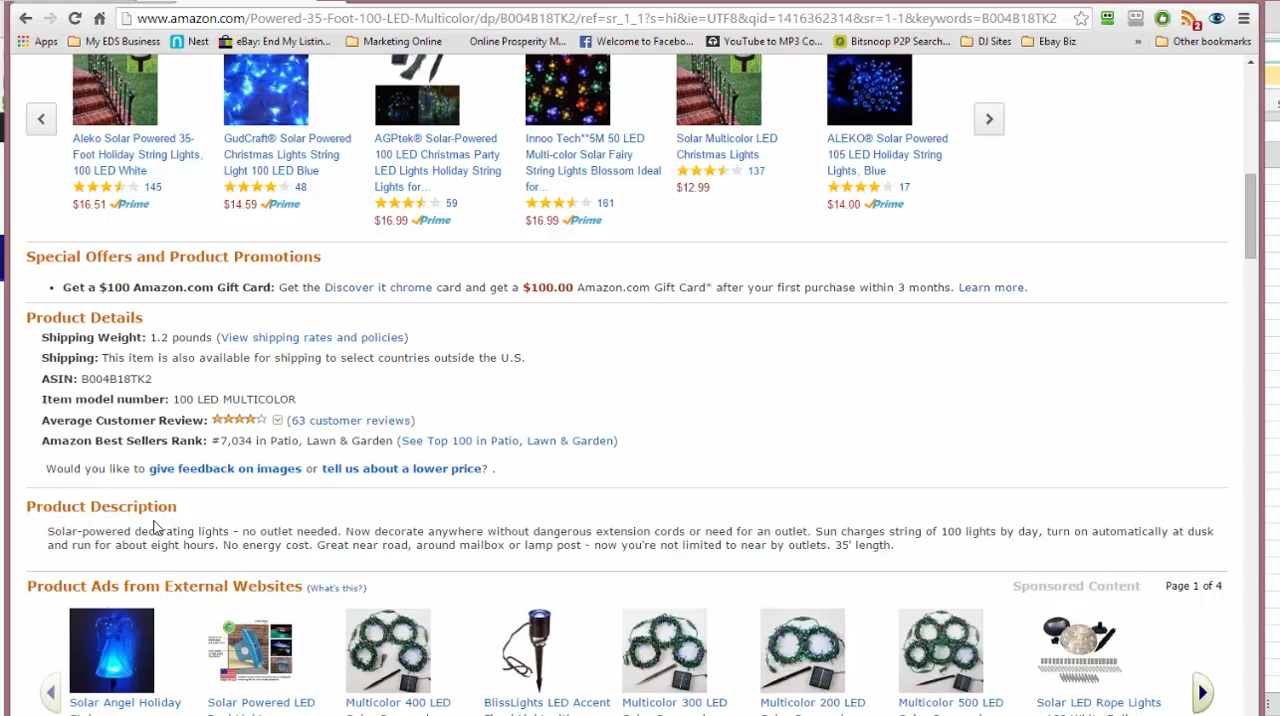 www.amazon.com/Powered-35-Foot-100-LED-Multicolor/dp/B004B18TK2/ref=sr_1_1?s=hi&ie=UTF8&qid=1416362314&sr=1-1&keywords=B004B18TK2
Apps My EDS Business Nest eBay: End My Listin... Marketing Online Online Prosperity M... Welcome to Facebo... YouTube to MP3 Co... Bitsnoop P2P Search... DJ Sites Ebay Biz » Other bookmarks
Aleko Solar Powered 35-
Foot Holiday String Lights,
100 LED White
145
$16.51 Prime
GudCraft® Solar Powered
Christmas Lights String
Light 100 LED Blue
48
$14.59 Prime
AGPtek® Solar-Powered
100 LED Christmas Party
LED Lights Holiday String
Lights for...
59
$16.99 Prime
Innoo Tech**5M 50 LED
Multi-color Solar Fairy
String Lights Blossom Ideal
for...
161
$16.99 Prime
Solar Multicolor LED
Christmas Lights
137
$12.99
ALEKO® Solar Powered
105 LED Holiday String
Lights, Blue
17
$14.00 Prime
Special Offers and Product Promotions
• Get a $100 Amazon.com Gift Card: Get the Discover it chrome card and get a $100.00 Amazon.com Gift Card* after your first purchase within 3 months. Learn more.
Product Details
Shipping Weight: 1.2 pounds (View shipping rates and policies)
Shipping: This item is also available for shipping to select countries outside the U.S.
ASIN: B004B18TK2
Item model number: 100 LED MULTICOLOR
Average Customer Review: (63 customer reviews)
Amazon Best Sellers Rank: #7,034 in Patio, Lawn & Garden (See Top 100 in Patio, Lawn & Garden)
Would you like to give feedback on images or tell us about a lower price? .
Product Description
Solar-powered decorating lights - no outlet needed. Now decorate anywhere without dangerous extension cords or need for an outlet. Sun charges string of 100 lights by day, turn on automatically at dusk
and run for about eight hours. No energy cost. Great near road, around mailbox or lamp post - now you're not limited to near by outlets. 35' length.
Product Ads from External Websites (What's this?) Sponsored Content Page 1 of 4
Solar Angel Holiday Solar Powered LED Multicolor 400 LED BlissLights LED Accent Multicolor 300 LED Multicolor 200 LED Multicolor 500 LED Solar LED Rope Lights